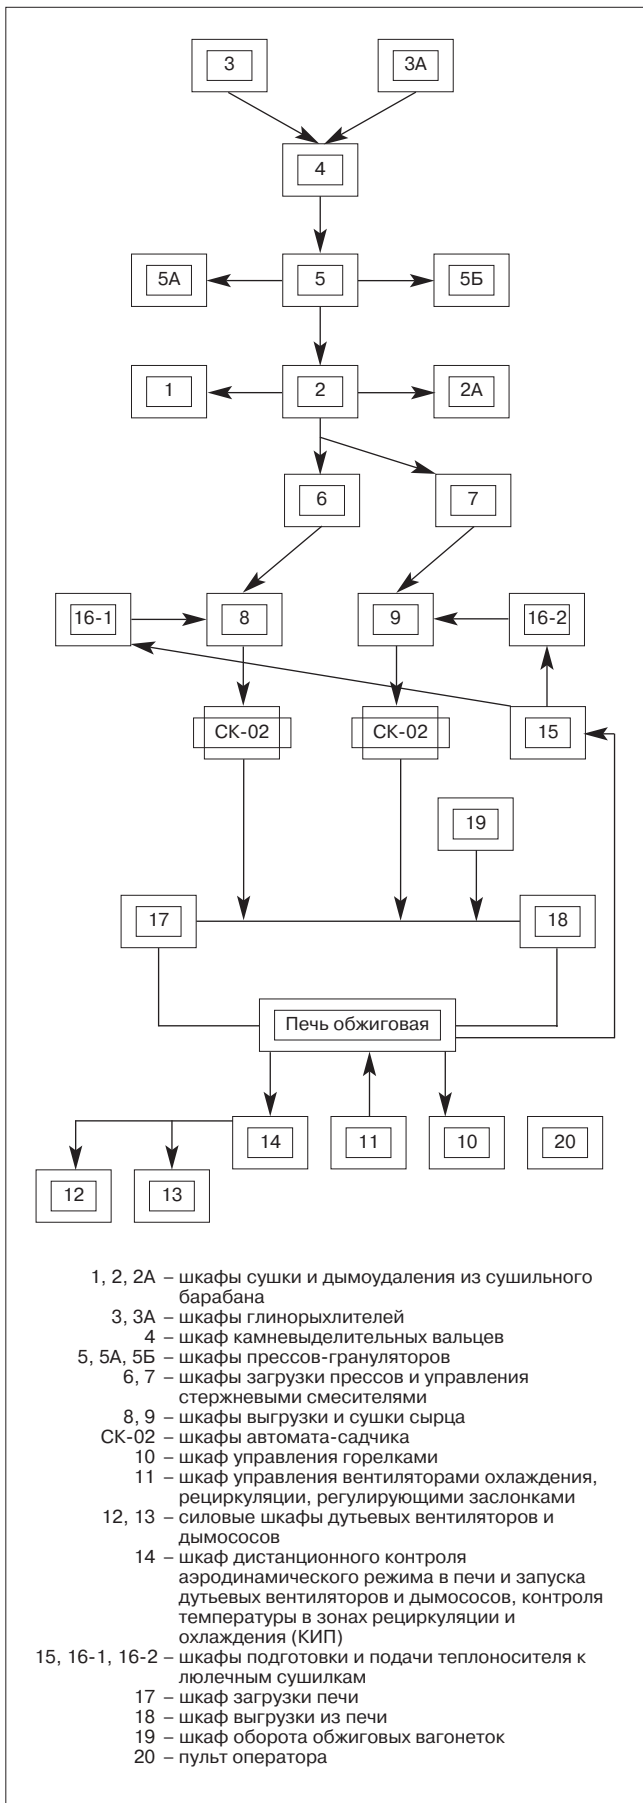 3
3А
4
5А
5
5Б
1
2
2А
6
7
16-1
8
9
16-2
СК-02
СК-02
15
19
17
18
Печь обжиговая
14
11
10
20
12
13
1, 2, 2А – шкафы сушки и дымоудаления из сушильного
барабана
3, 3А – шкафы глинорыхлителей
4 – шкаф камневыделительных вальцев
5, 5А, 5Б – шкафы прессов-грануляторов
6, 7 – шкафы загрузки прессов и управления
стержневыми смесителями
8, 9 – шкафы выгрузки и сушки сырца
СК-02 – шкафы автомата-садчика
10 – шкаф управления горелками
11 – шкаф управления вентиляторами охлаждения,
рециркуляции, регулирующими заслонками
12, 13 – силовые шкафы дутьевых вентиляторов и
дымососов
14 – шкаф дистанционного контроля
аэродинамического режима в печи и запуска
дутьевых вентиляторов и дымососов, контроля
температуры в зонах рециркуляции и
охлаждения (КИП)
15, 16-1, 16-2 – шкафы подготовки и подачи теплоносителя к
люлечным сушилкам
17 – шкаф загрузки печи
18 – шкаф выгрузки из печи
19 – шкаф оборота обжиговых вагонеток
20 – пульт оператора